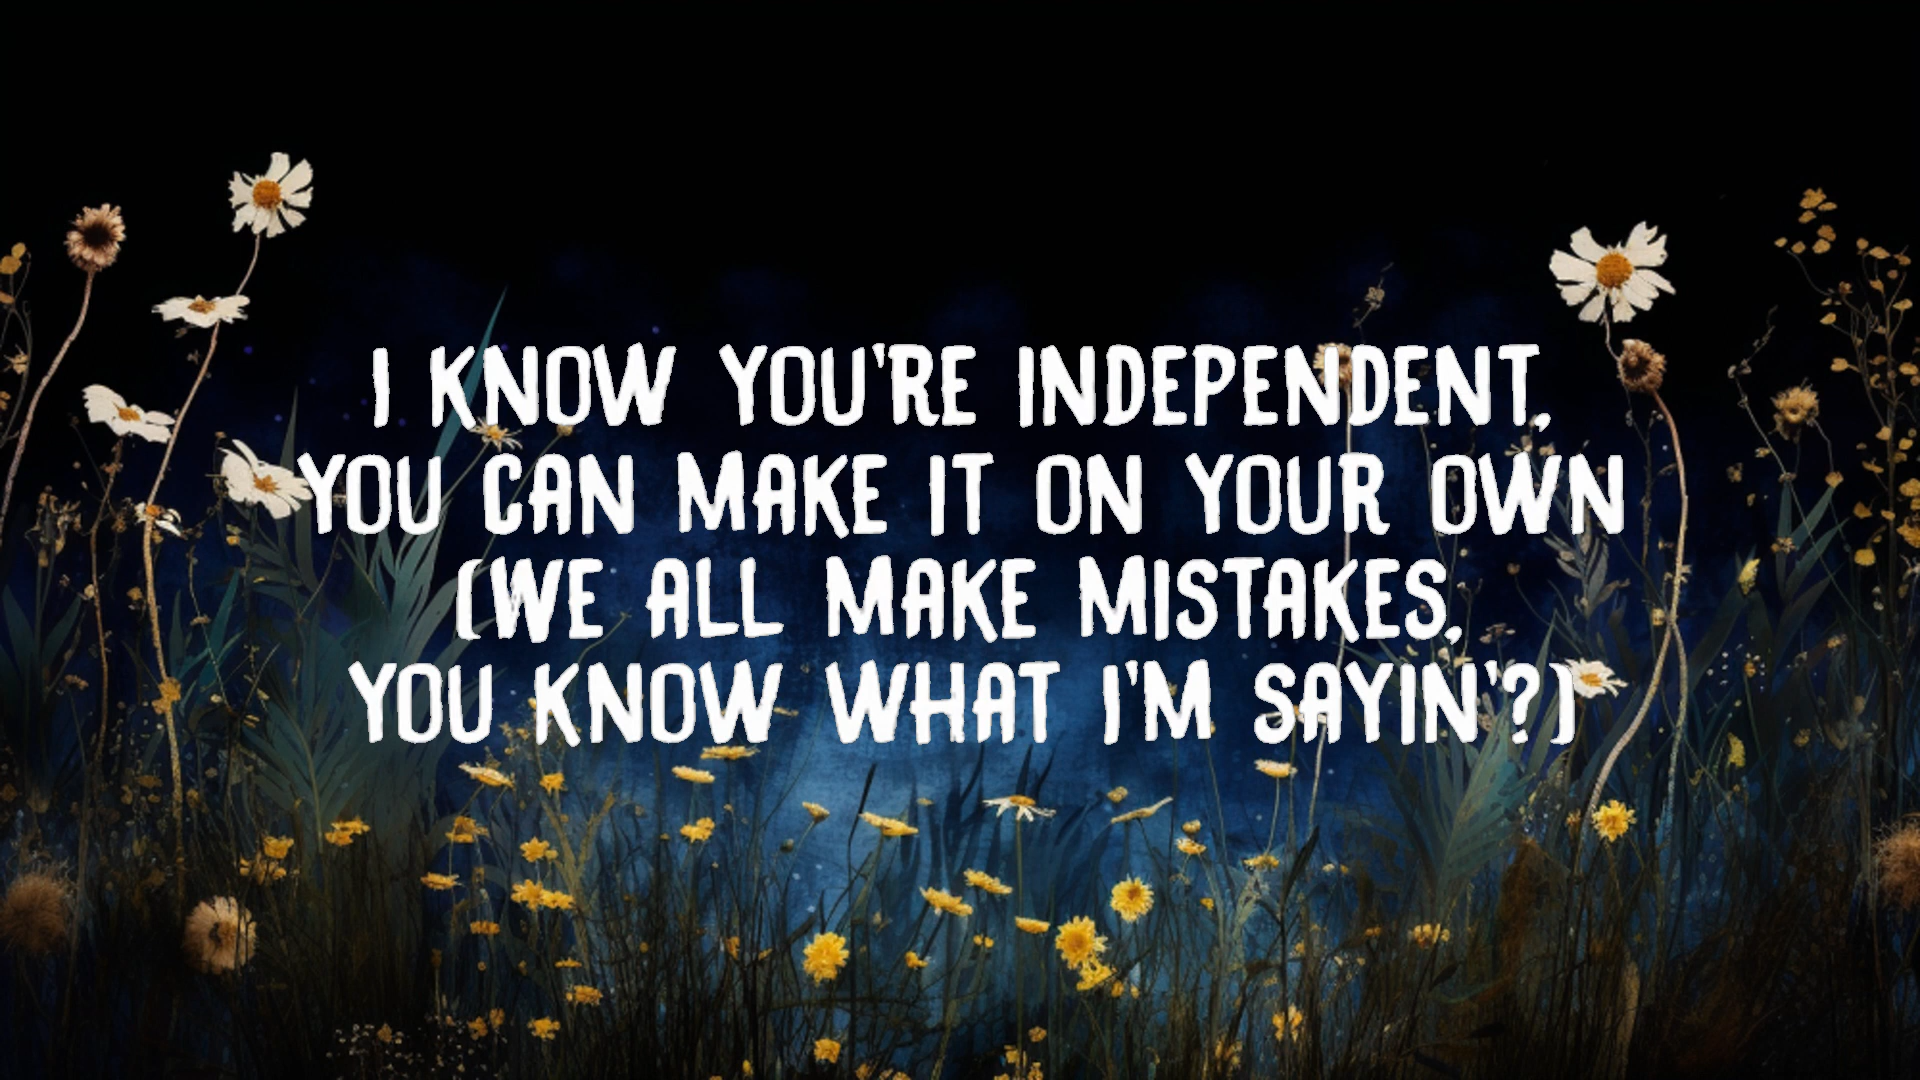 I KNOW YOU'RE INDEPENDENT,
YOU CAN MAKE IT ON YOUR OWN
(WE ALL MAKE MISTAKES,
YOU KNOW WHAT I'M SAYIN'?)